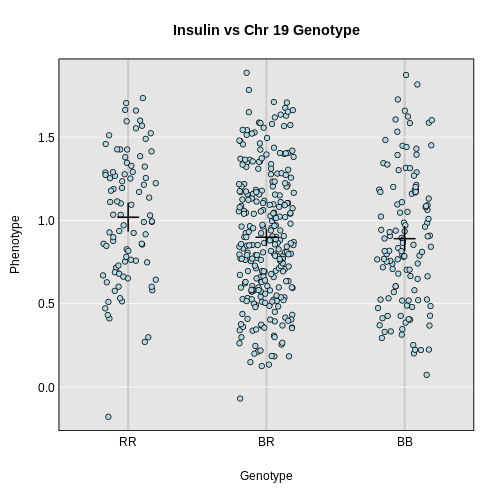 Insulin vs Chr 19 Genotype
Phenotype
1.5
1.0
0.5
0.0
RR BR BB
Genotype